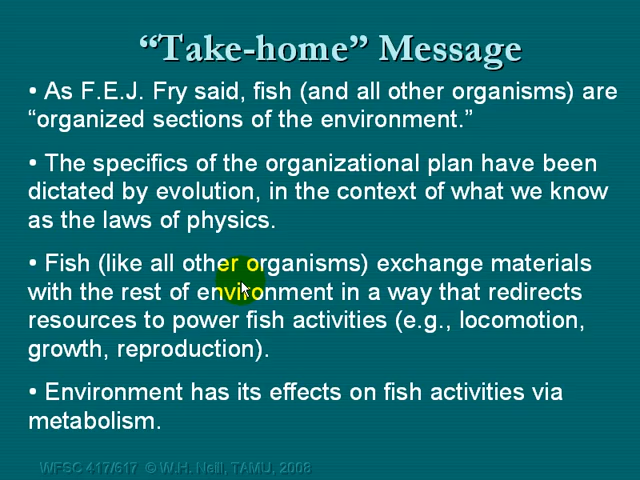 “Take-home” Message
• As F.E.J. Fry said, fish (and all other organisms) are
“organized sections of the environment.”
• The specifics of the organizational plan have been
dictated by evolution, in the context of what we know
as the laws of physics.
• Fish (like all other organisms) exchange materials
with the rest of environment in a way that redirects
resources to power fish activities (e.g., locomotion,
growth, reproduction).
• Environment has its effects on fish activities via
metabolism.
WFSC 417/617 © W.H. Neill, TAMU, 2008